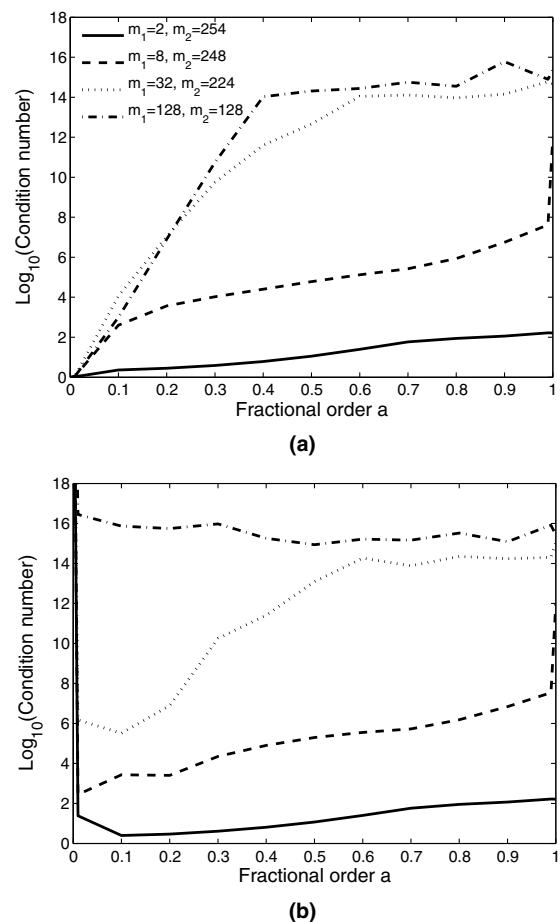 18
16
14
12
10
8
6
4
2
0
Log₁₀(Condition number)
m₁=2, m₂=254
m₁=8, m₂=248
m₁=32, m₂=224
m₁=128, m₂=128
0 0.1 0.2 0.3 0.4 0.5 0.6 0.7 0.8 0.9 1
Fractional order a
(a)
18
16
14
12
10
8
6
4
2
0
Log₁₀(Condition number)
0 0.1 0.2 0.3 0.4 0.5 0.6 0.7 0.8 0.9 1
Fractional order a
(b)